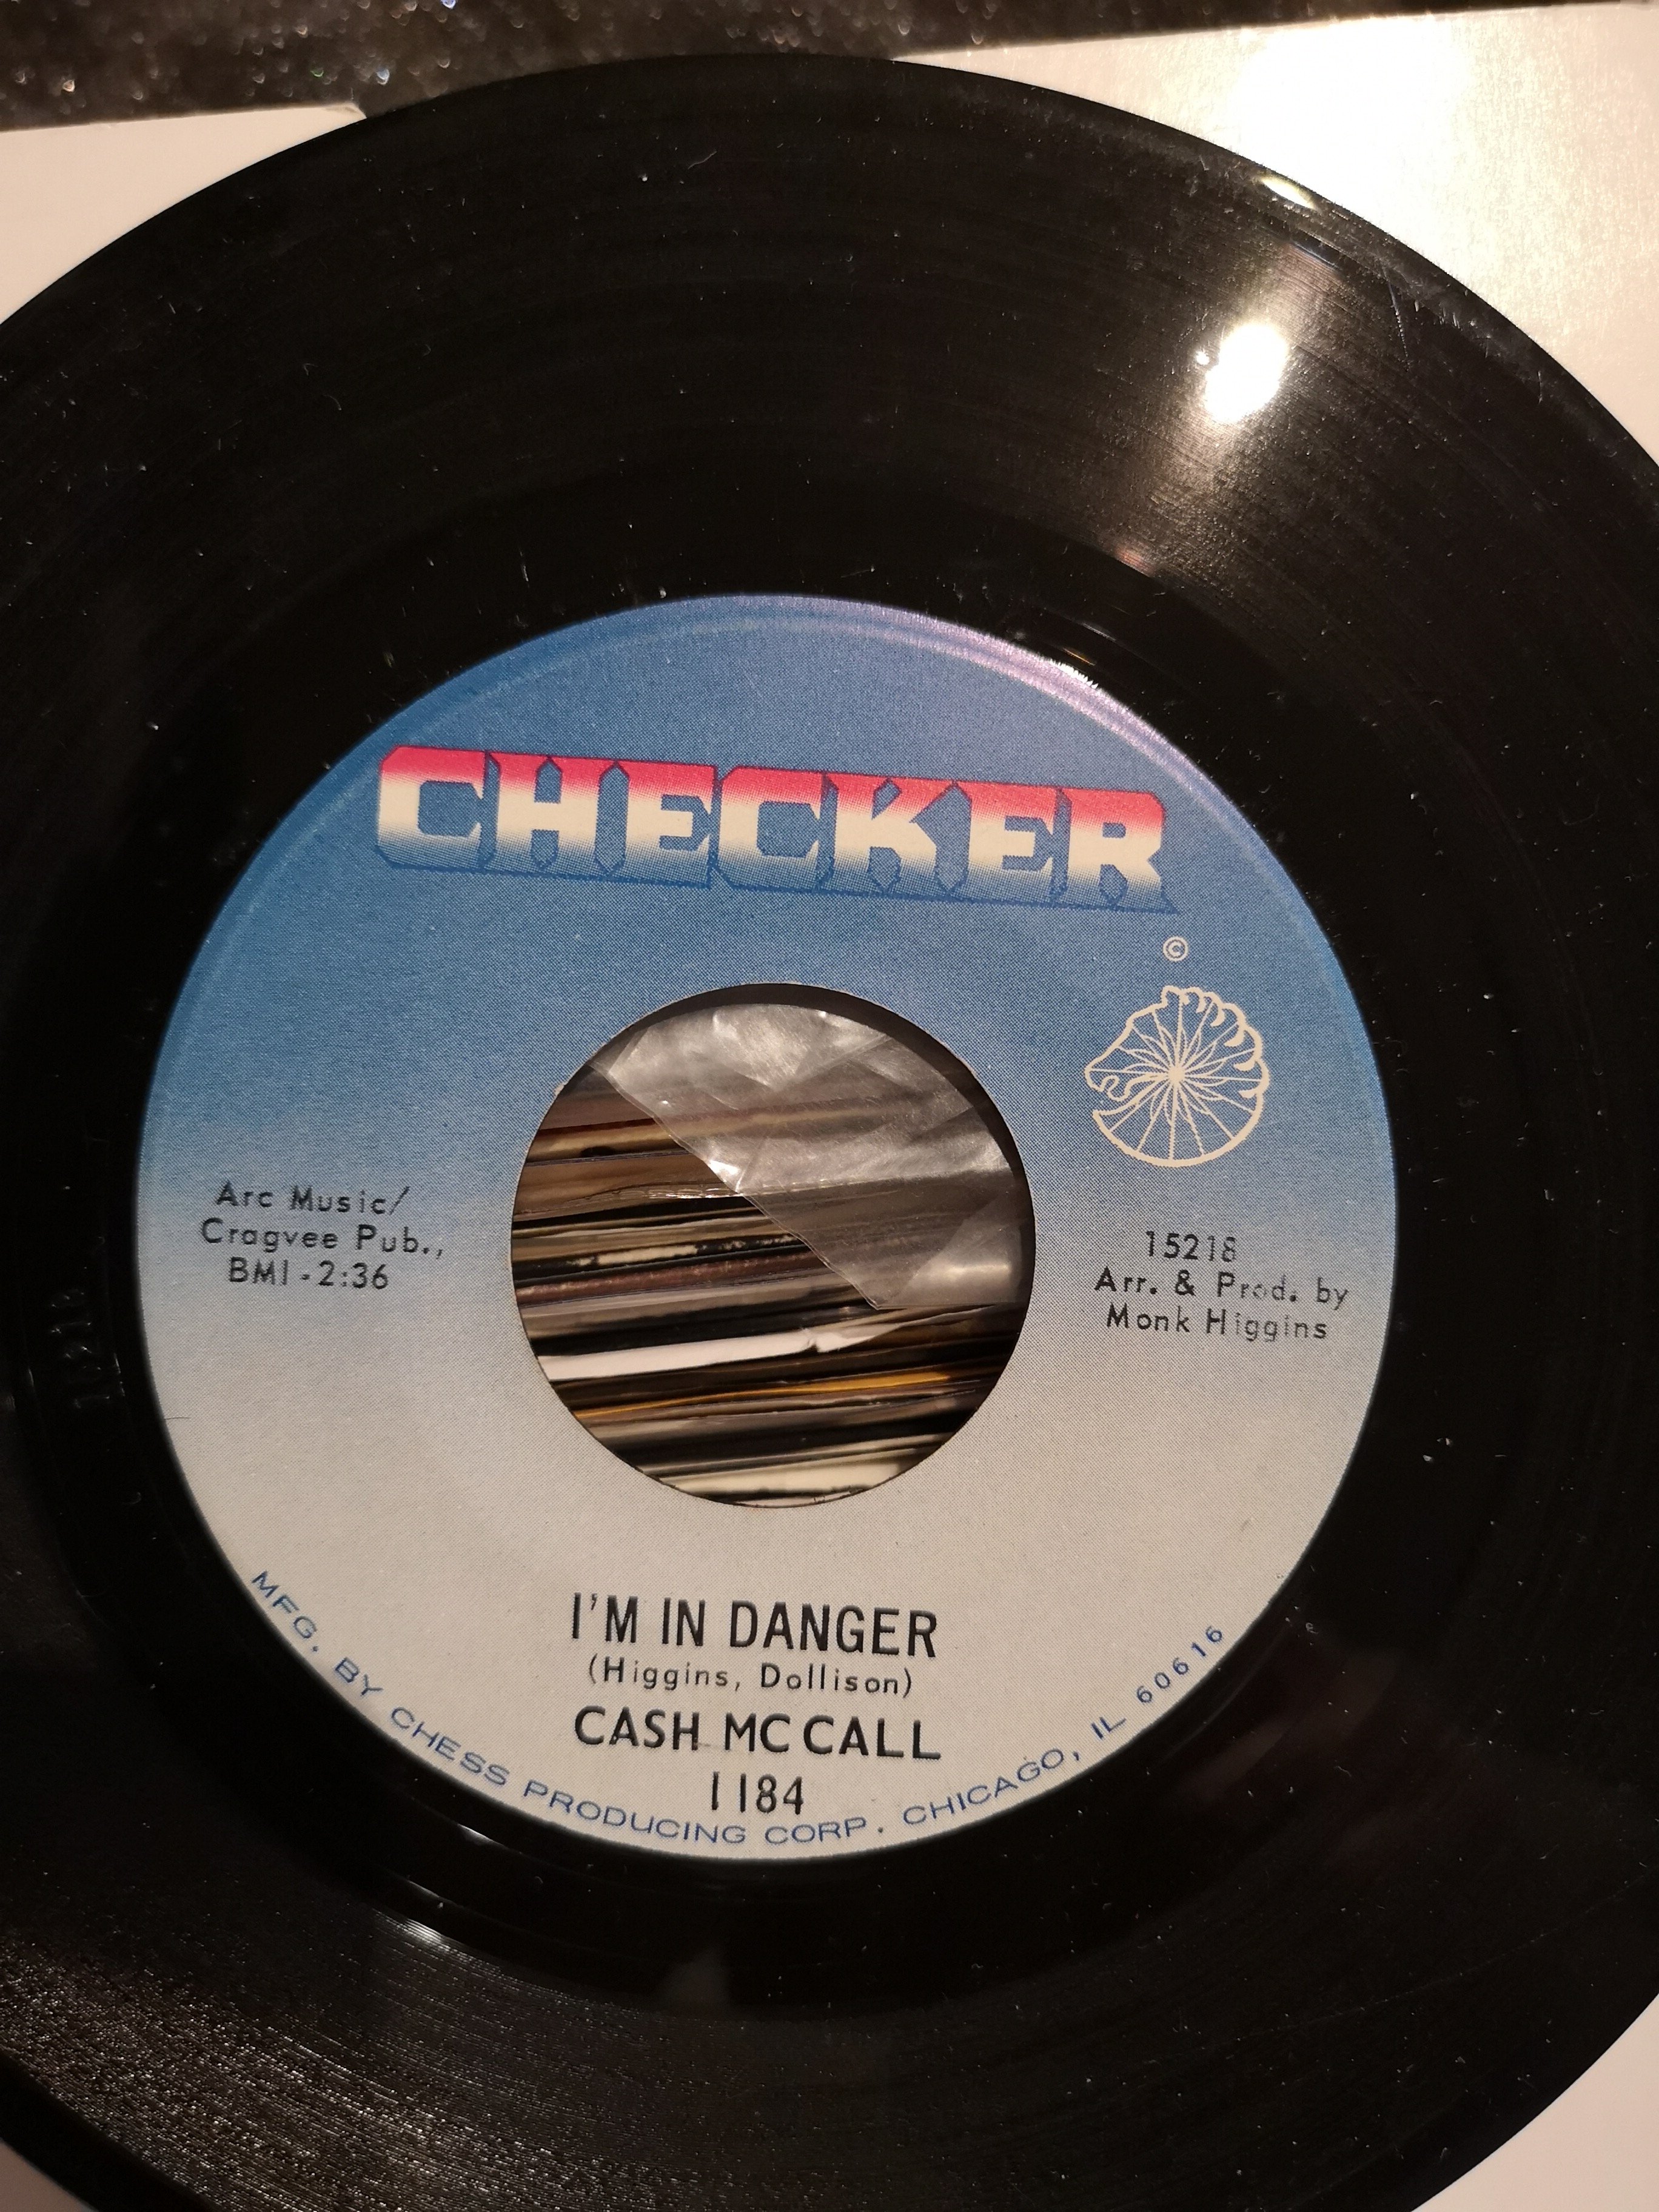 CHECKER
©
Arc Music/
Cragvee Pub.,
BMI - 2:36
15218
Arr. & Prod. by
Monk Higgins
I'M IN DANGER
(Higgins, Dollison)
CASH MC CALL
1184
MFG. BY CHESS PRODUCING CORP. CHICAGO, IL 60616